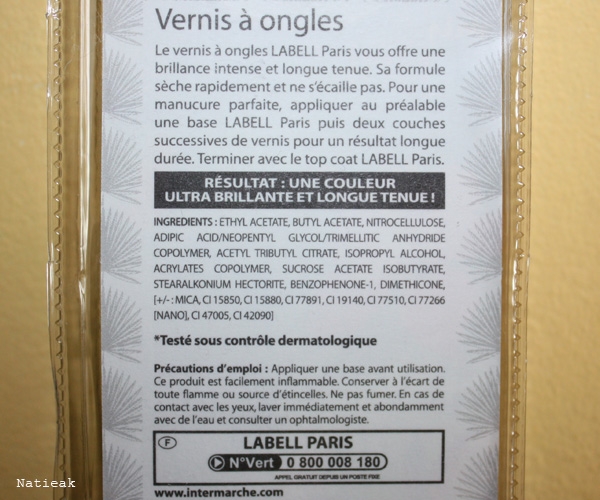 Vernis à ongles
Le vernis à ongles LABELL Paris vous offre une
brillance intense et longue tenue. Sa formule
sèche rapidement et ne s'écaille pas. Pour une
manucure parfaite, appliquer au préalable
une base LABELL Paris puis deux couches
successives de vernis pour un résultat longue
durée. Terminer avec le top coat LABELL Paris.
RÉSULTAT : UNE COULEUR
ULTRA BRILLANTE ET LONGUE TENUE !
INGREDIENTS : ETHYL ACETATE, BUTYL ACETATE, NITROCELLULOSE,
ADIPIC ACID/NEOPENTYL GLYCOL/TRIMELLITIC ANHYDRIDE
COPOLYMER, ACETYL TRIBUTYL CITRATE, ISOPROPYL ALCOHOL,
ACRYLATES COPOLYMER, SUCROSE ACETATE ISOBUTYRATE,
STEARALKONIUM HECTORITE, BENZOPHENONE-1, DIMETHICONE,
[+/- : MICA, CI 15850, CI 15880, CI 77891, CI 19140, CI 77510, CI 77266
[NANO], CI 47005, CI 42090]
*Testé sous contrôle dermatologique
Précautions d'emploi : Appliquer une base avant utilisation.
Ce produit est facilement inflammable. Conserver à l'écart de
toute flamme ou source d'étincelles. Ne pas fumer. En cas de
contact avec les yeux, laver immédiatement et abondamment
avec de l'eau et consulter un ophtalmologiste.
F LABELL PARIS
N°Vert 0 800 008 180
APPEL GRATUIT DEPUIS UN POSTE FIXE
www.intermarche.com
Natieak